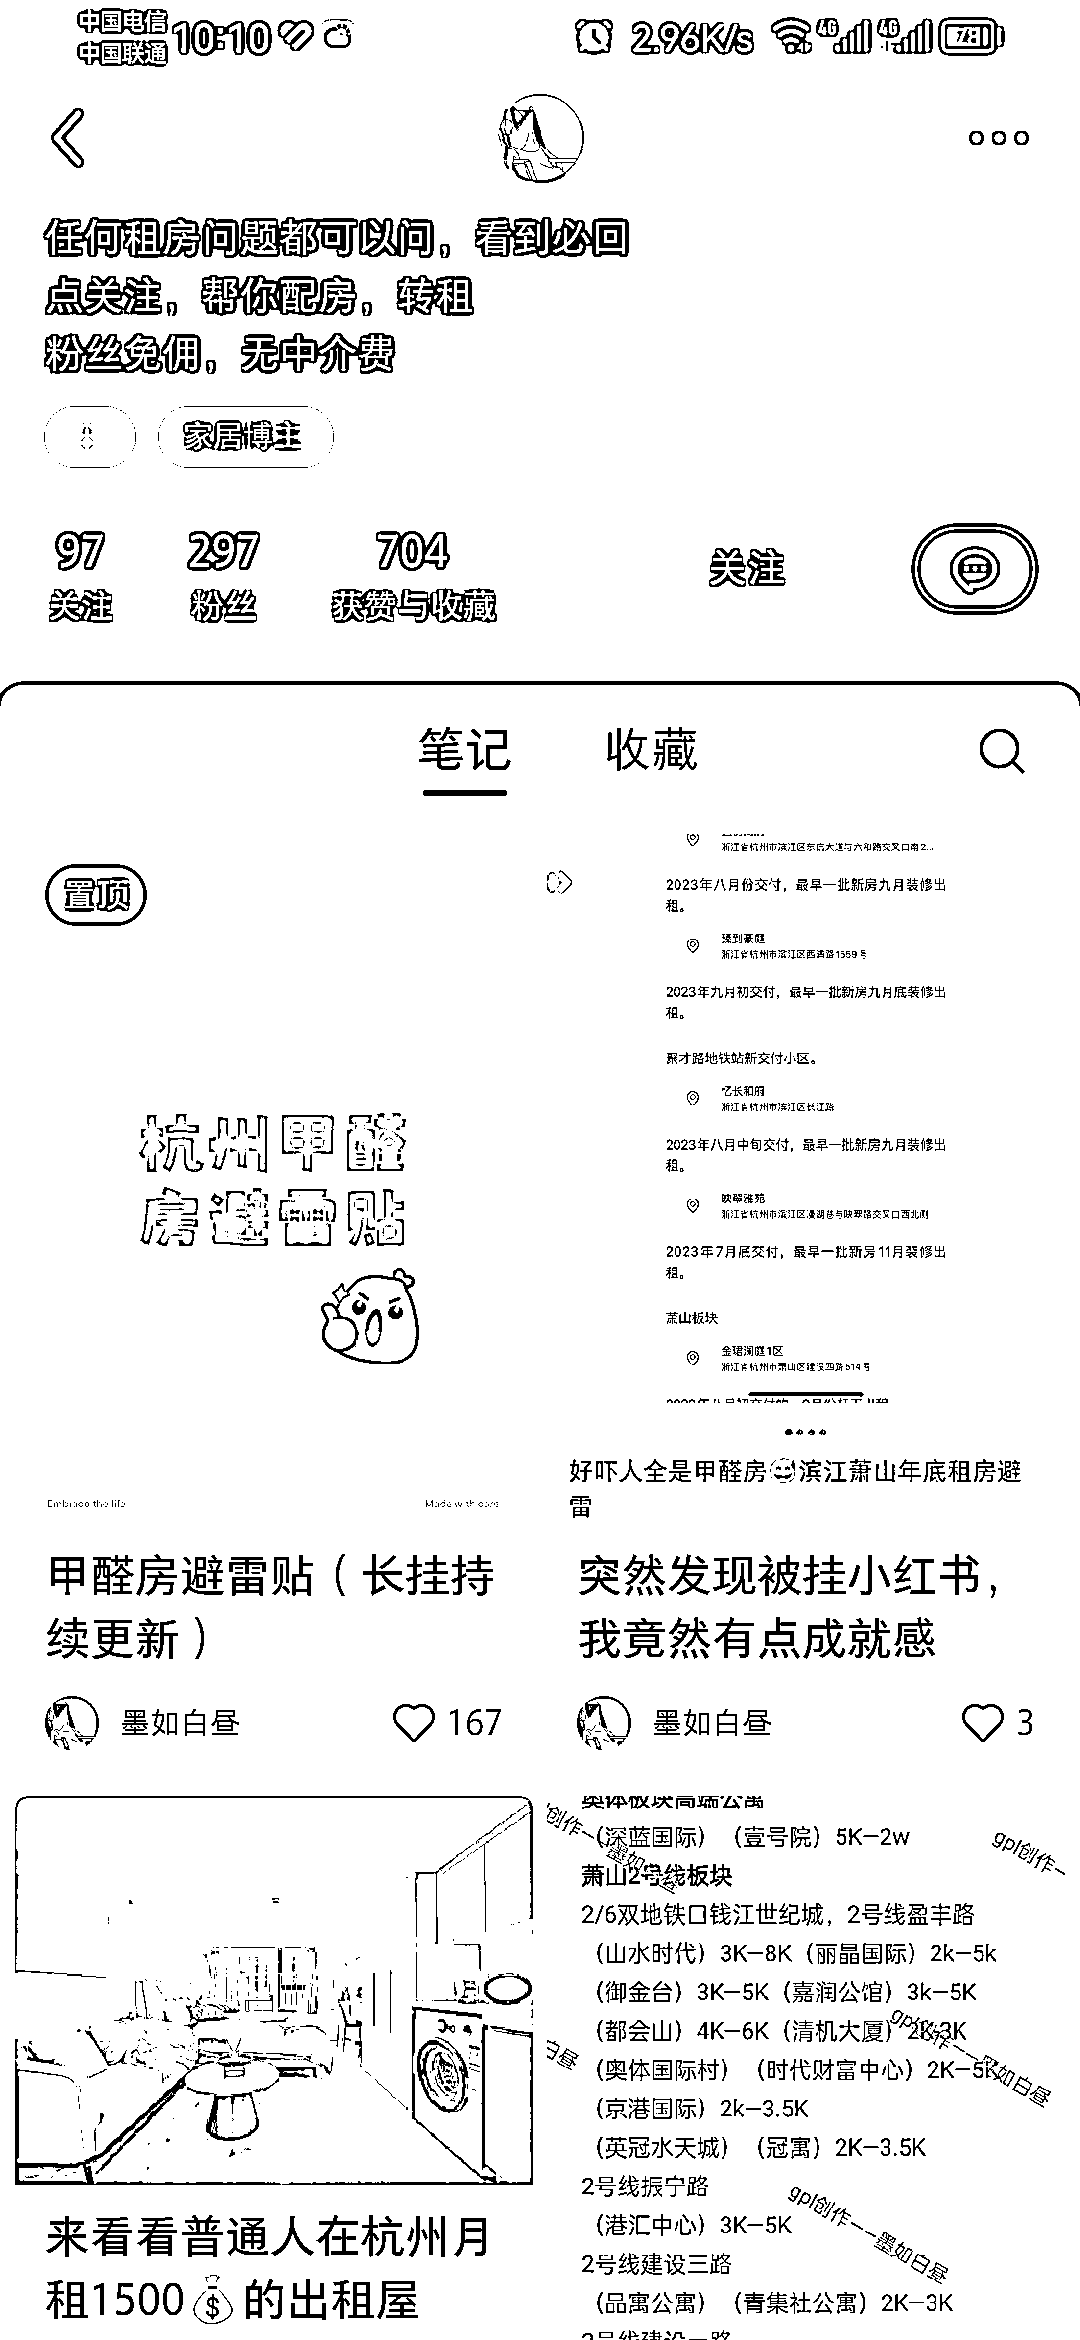 中国电信
中国联通
10:10
2.96K/s
4G
4G
78
任何租房问题都可以问，看到必回
点关注，帮你配房，转租
粉丝免佣，无中介费
家居博主
97
关注
297
粉丝
704
获赞与收藏
关注
笔记
收藏
置顶
杭州甲醛
房避雷贴
Embrace the life
Made with care
浙江省杭州市滨江区东信大道与六和路交叉口南2...
2023年八月份交付，最早一批新房九月装修出
租。
臻到豪庭
浙江省杭州市滨江区西浦路1559号
2023年九月初交付，最早一批新房九月底装修出
租。
聚才路地铁站新交付小区。
忆长和府
浙江省杭州市滨江区长江路
2023年八月中旬交付，最早一批新房九月装修出
租。
映翠雅苑
浙江省杭州市滨江区漫湖巷与映翠路交叉口西北侧
2023年7月底交付，最早一批新房11月装修出
租。
萧山板块
金珺澜庭1区
浙江省杭州市萧山区建设四路514号
好吓人全是甲醛房😅滨江萧山年底租房避
雷
甲醛房避雷贴（长挂持
续更新）
墨如白昼
167
突然发现被挂小红书，
我竟然有点成就感
墨如白昼
3
来看看普通人在杭州月
租1500💰的出租屋
奥体板块高端公寓
（深蓝国际）（壹号院）5K—2w
萧山2号线板块
2/6双地铁口钱江世纪城，2号线盈丰路
（山水时代）3K—8K（丽晶国际）2k—5k
（御金台）3K—5K（嘉润公馆）3k—5K
（都会山）4K—6K（清机大厦）2K-3K
（奥体国际村）（时代财富中心）2K—5K
（京港国际）2k—3.5K
（英冠水天城）（冠寓）2K—3.5K
2号线振宁路
（港汇中心）3K—5K
2号线建设三路
（品寓公寓）（青集社公寓）2K—3K
2号线建设一路
创作——墨如白昼
gpl创作—
gpl创作——墨如白昼
白昼
gpl创作——墨如白昼